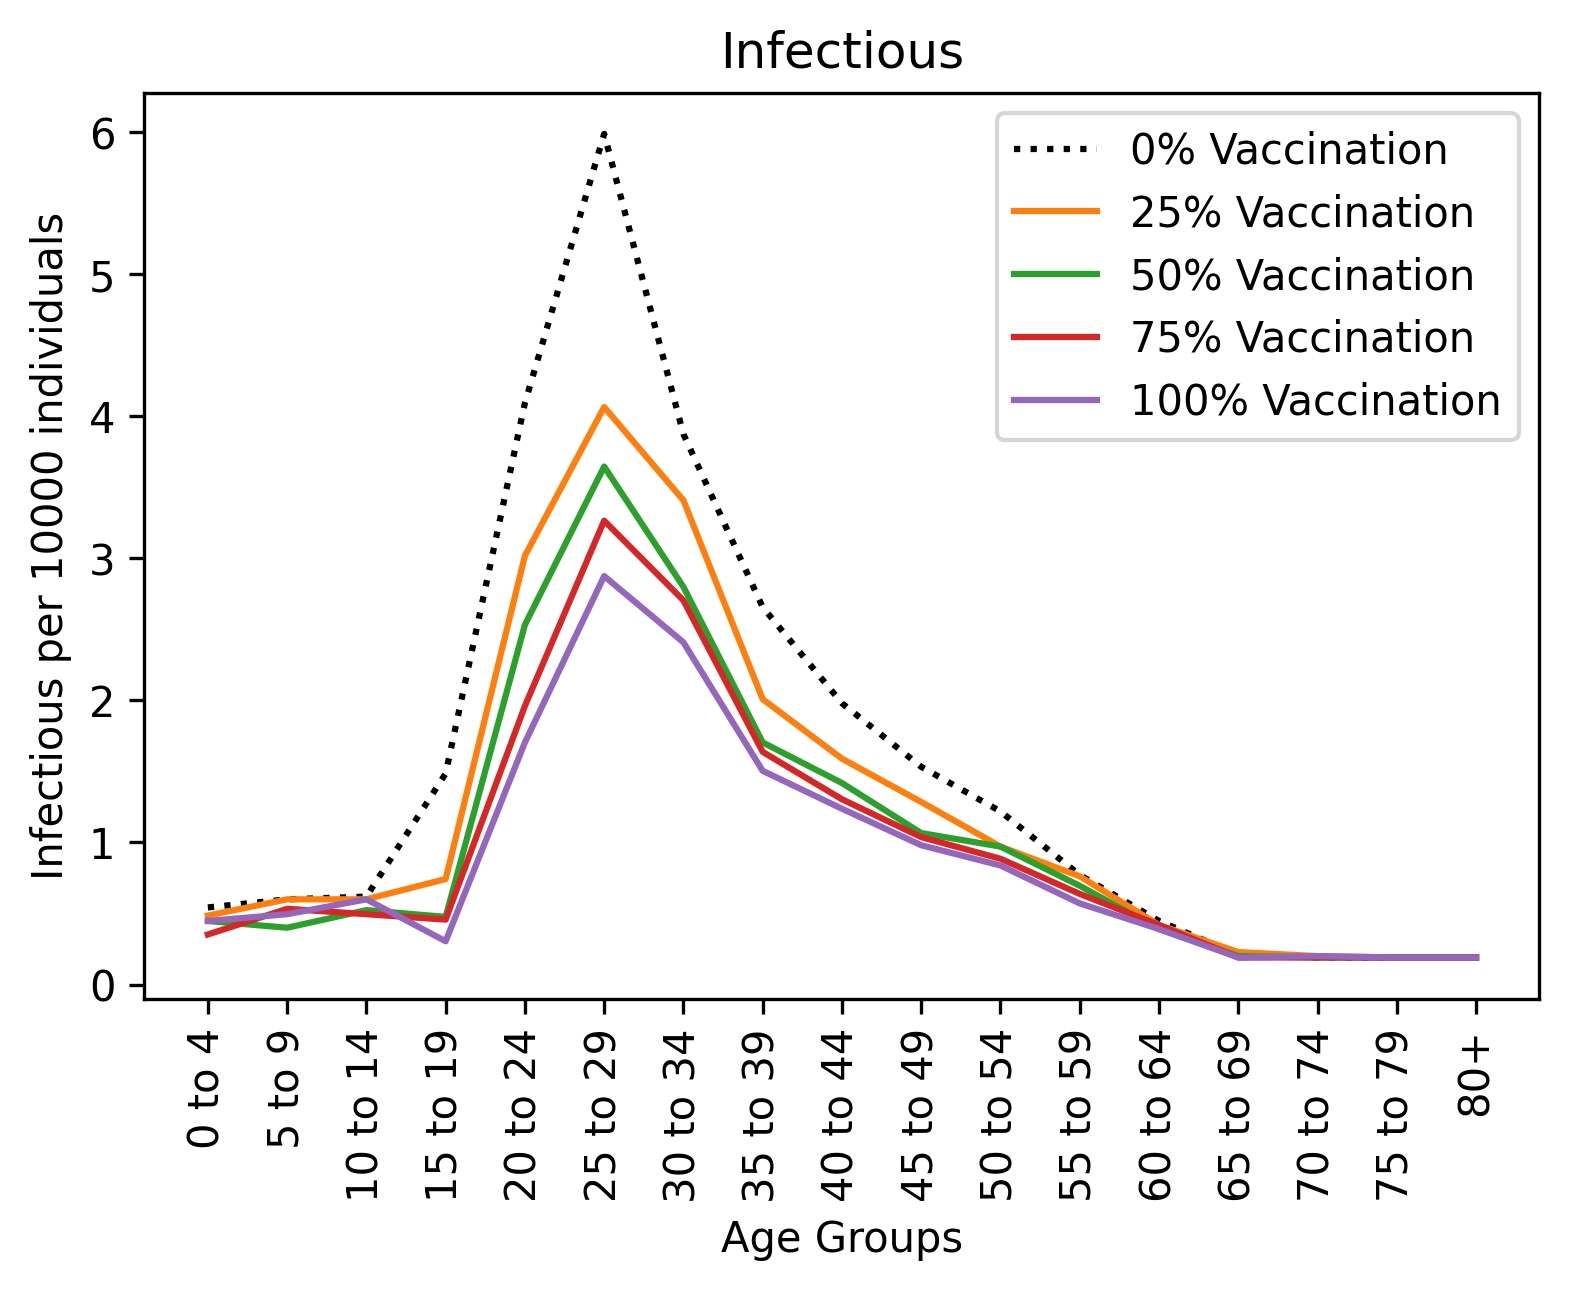 Infectious
6
5
4
3
2
1
0
Infectious per 10000 individuals
0% Vaccination
25% Vaccination
50% Vaccination
75% Vaccination
100% Vaccination
0 to 4
5 to 9
10 to 14
15 to 19
20 to 24
25 to 29
30 to 34
35 to 39
40 to 44
45 to 49
50 to 54
55 to 59
60 to 64
65 to 69
70 to 74
75 to 79
80+
Age Groups